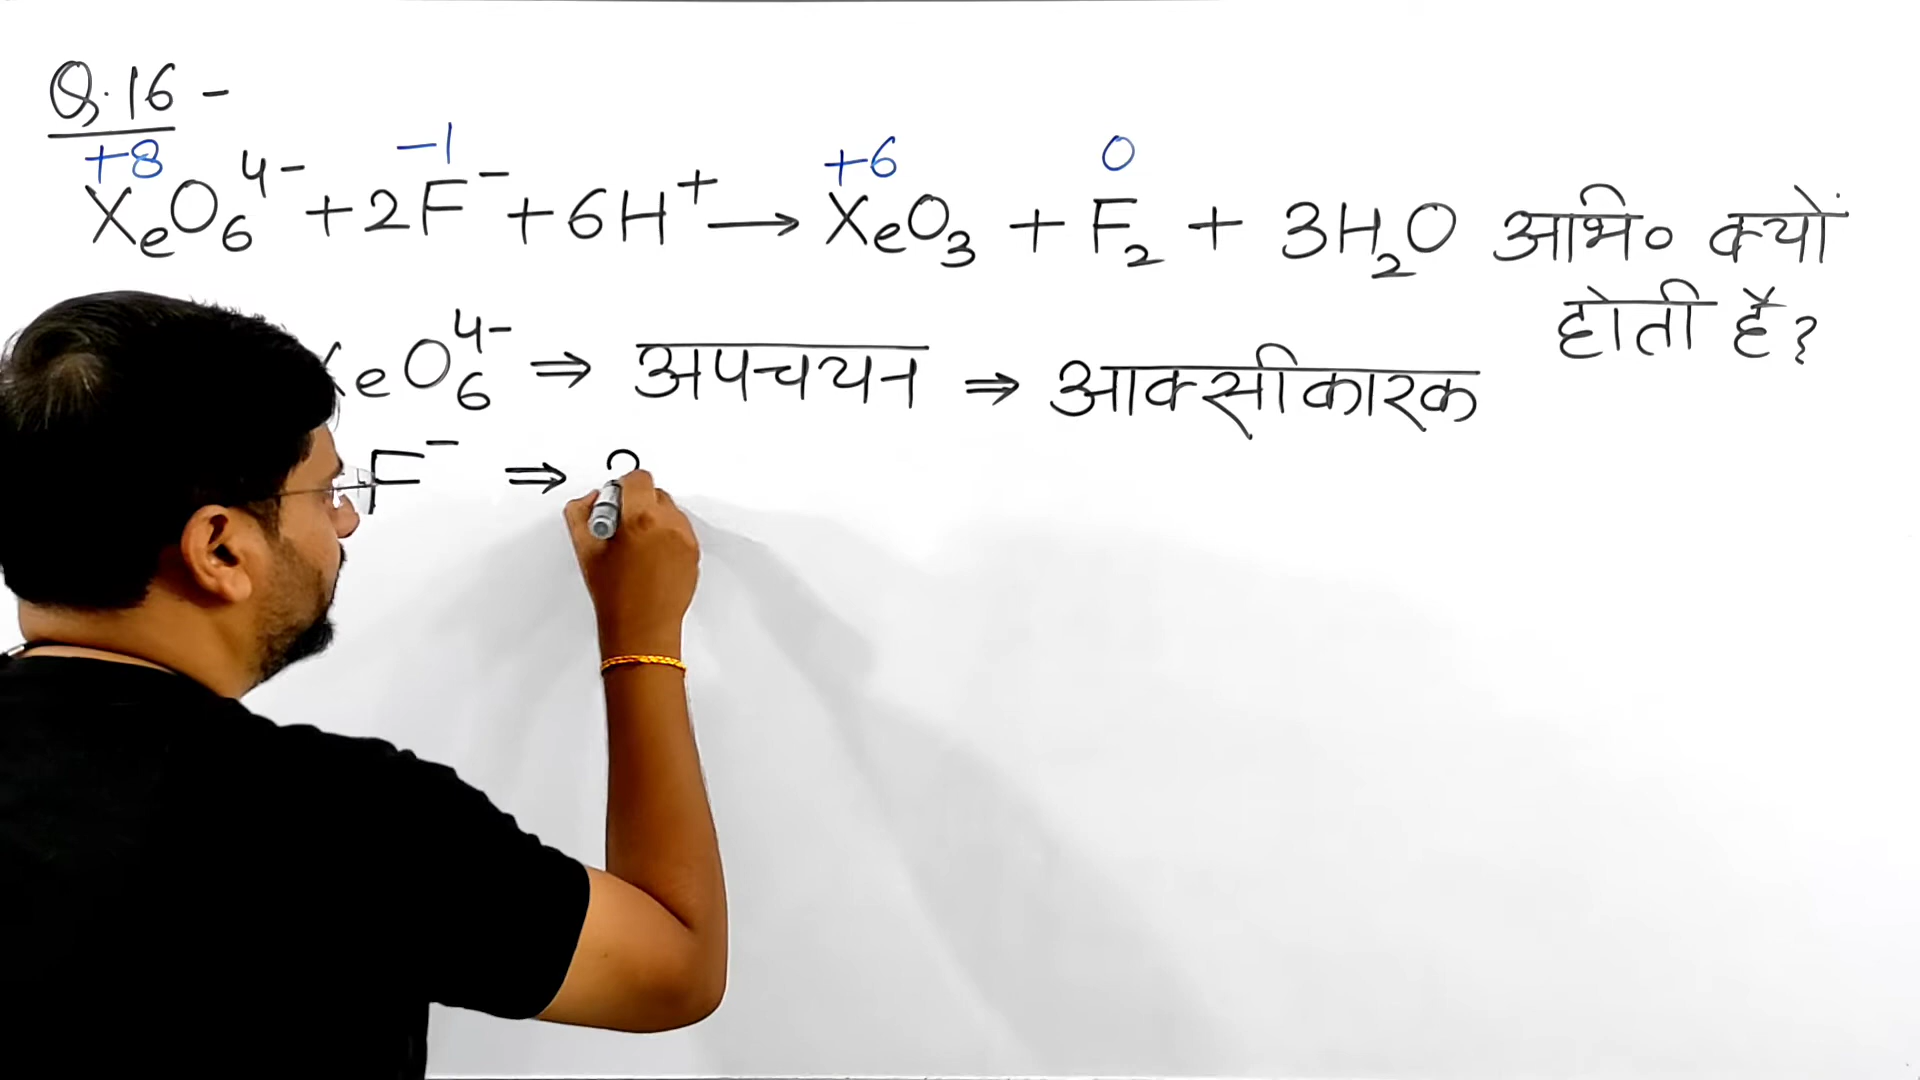 Q.16 -
+8 -1 +6 0
XeO₆⁴⁻ + 2F⁻ + 6H⁺ → XeO₃ + F₂ + 3H₂O अभि० क्यों
होती है?
XeO₆⁴⁻ ⇒ अपचयन ⇒ आक्सीकारक
F⁻ ⇒